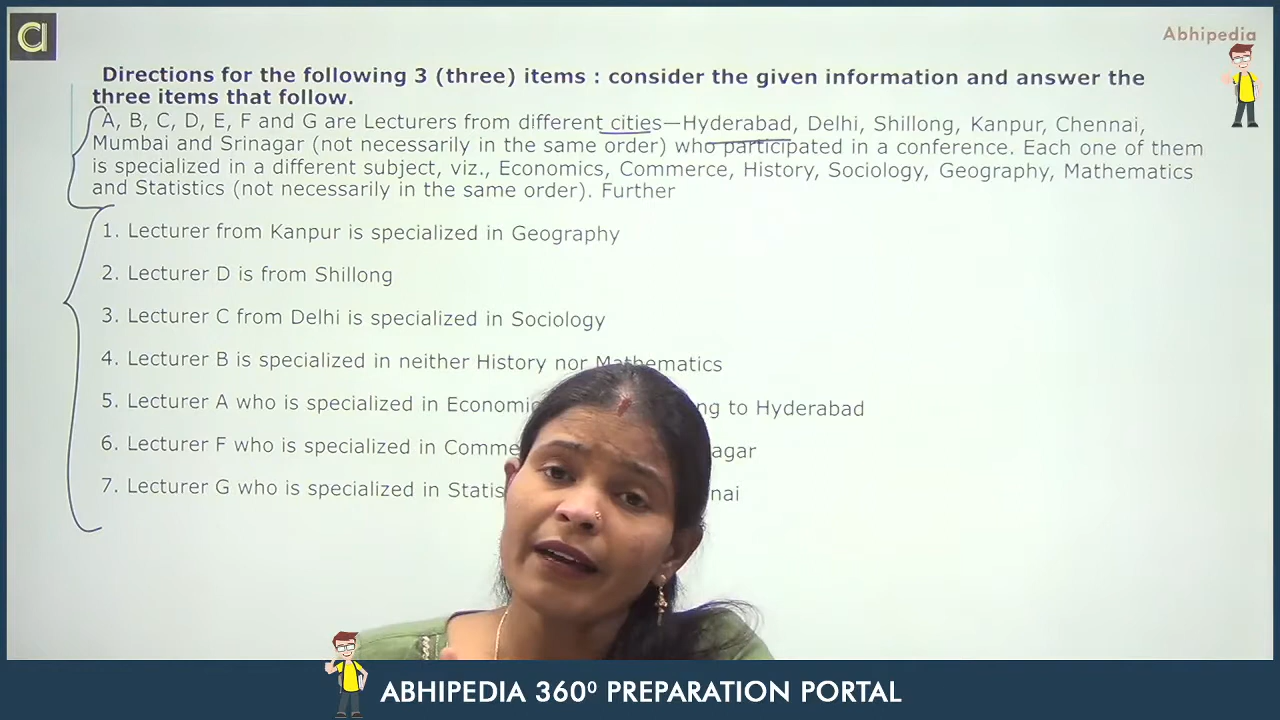 Abhipedia
Directions for the following 3 (three) items : consider the given information and answer the
three items that follow.
A, B, C, D, E, F and G are Lecturers from different cities—Hyderabad, Delhi, Shillong, Kanpur, Chennai,
Mumbai and Srinagar (not necessarily in the same order) who participated in a conference. Each one of them
is specialized in a different subject, viz., Economics, Commerce, History, Sociology, Geography, Mathematics
and Statistics (not necessarily in the same order). Further
1. Lecturer from Kanpur is specialized in Geography
2. Lecturer D is from Shillong
3. Lecturer C from Delhi is specialized in Sociology
4. Lecturer B is specialized in neither History nor Mathematics
5. Lecturer A who is specialized in to Hyderabad
6. Lecturer F who is specialized in
7. Lecturer G who is specialized in
ABHIPEDIA 360⁰ PREPARATION PORTAL